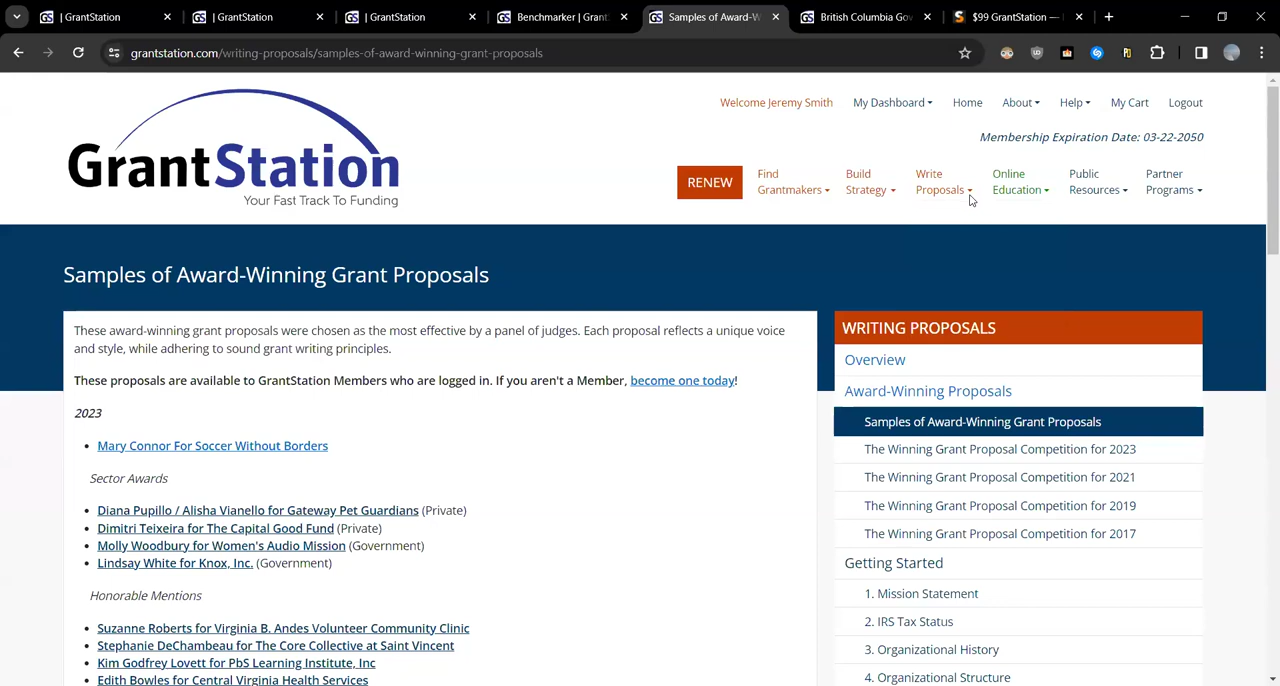 | GrantStation
| GrantStation
| GrantStation
Benchmarker | Grant
Samples of Award-W
British Columbia Gov
$99 GrantStation —
grantstation.com/writing-proposals/samples-of-award-winning-grant-proposals
GrantStation
Your Fast Track To Funding
Welcome Jeremy Smith
My Dashboard
Home
About
Help
My Cart
Logout
Membership Expiration Date: 03-22-2050
RENEW
Find
Grantmakers
Build
Strategy
Write
Proposals
Online
Education
Public
Resources
Partner
Programs
Samples of Award-Winning Grant Proposals
These award-winning grant proposals were chosen as the most effective by a panel of judges. Each proposal reflects a unique voice
and style, while adhering to sound grant writing principles.
These proposals are available to GrantStation Members who are logged in. If you aren't a Member, become one today!
2023
Mary Connor For Soccer Without Borders
Sector Awards
Diana Pupillo / Alisha Vianello for Gateway Pet Guardians (Private)
Dimitri Teixeira for The Capital Good Fund (Private)
Molly Woodbury for Women's Audio Mission (Government)
Lindsay White for Knox, Inc. (Government)
Honorable Mentions
Suzanne Roberts for Virginia B. Andes Volunteer Community Clinic
Stephanie DeChambeau for The Core Collective at Saint Vincent
Kim Godfrey Lovett for PbS Learning Institute, Inc
Edith Bowles for Central Virginia Health Services
WRITING PROPOSALS
Overview
Award-Winning Proposals
Samples of Award-Winning Grant Proposals
The Winning Grant Proposal Competition for 2023
The Winning Grant Proposal Competition for 2021
The Winning Grant Proposal Competition for 2019
The Winning Grant Proposal Competition for 2017
Getting Started
1. Mission Statement
2. IRS Tax Status
3. Organizational History
4. Organizational Structure